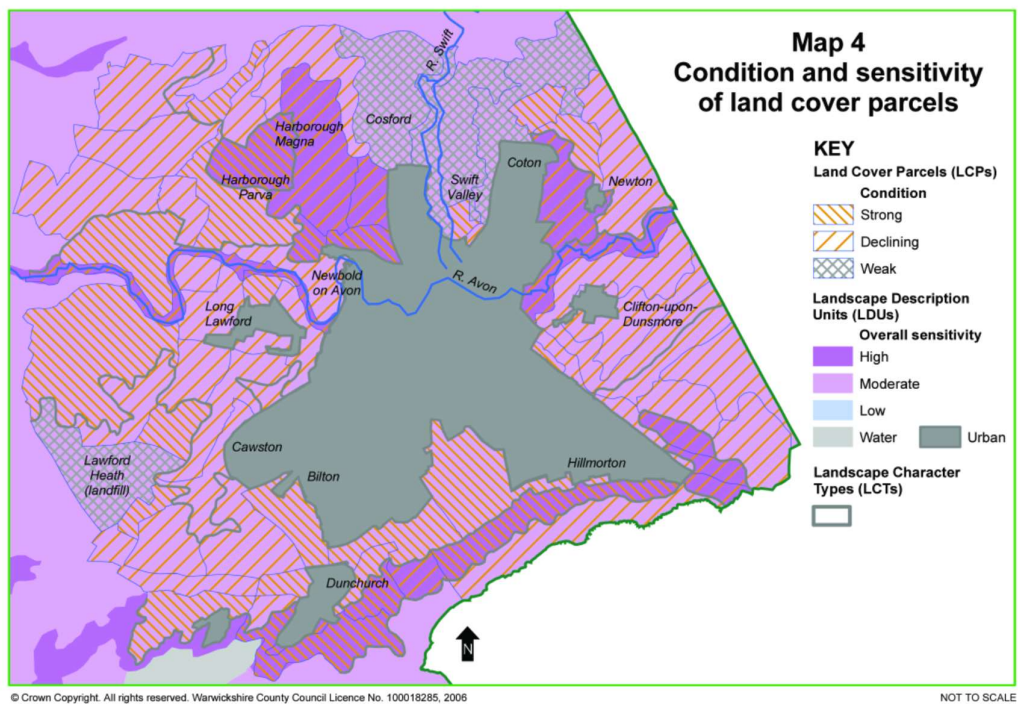 Map 4
Condition and sensitivity
of land cover parcels
KEY
Land Cover Parcels (LCPs)
Condition
Strong
Declining
Weak
Landscape Description
Units (LDUs)
Overall sensitivity
High
Moderate
Low
Water
Urban
Landscape Character
Types (LCTs)
R. Swift
Cosford
Harborough
Magna
Coton
Harborough
Parva
Swift
Valley
Newton
Newbold
on Avon
R. Avon
Long
Lawford
Clifton-upon-
Dunsmore
Cawston
Lawford
Heath
(landfill)
Bilton
Hillmorton
Dunchurch
N
© Crown Copyright. All rights reserved. Warwickshire County Council Licence No. 100018285, 2006
NOT TO SCALE